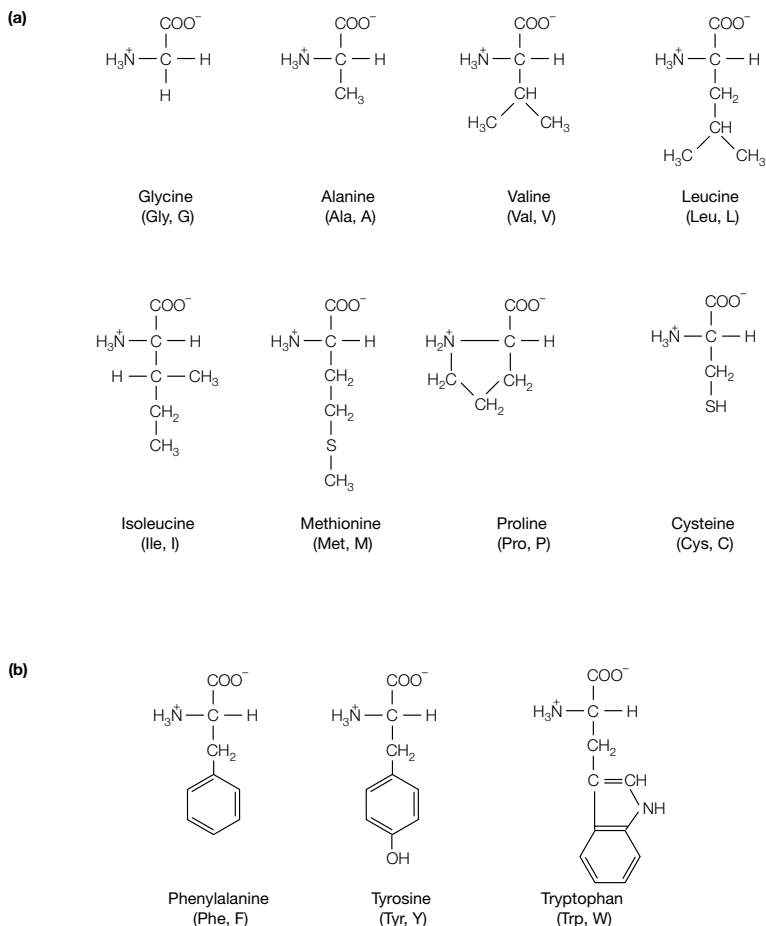 (a)
COO⁻ COO⁻ COO⁻ COO⁻
H₃N⁺ C H H₃N⁺ C H H₃N⁺ C H H₃N⁺ C H
H CH₃ CH CH₂
H₃C CH₃ CH
H₃C CH₃
Glycine Alanine Valine Leucine
(Gly, G) (Ala, A) (Val, V) (Leu, L)
COO⁻ COO⁻ COO⁻ COO⁻
H₃N⁺ C H H₃N⁺ C H H₂N⁺ C H H₃N⁺ C H
H C CH₃ CH₂ H₂C CH₂ CH₂
CH₂ CH₂ CH₂ SH
CH₃ S
CH₃
Isoleucine Methionine Proline Cysteine
(Ile, I) (Met, M) (Pro, P) (Cys, C)
(b)
COO⁻ COO⁻ COO⁻
H₃N⁺ C H H₃N⁺ C H H₃N⁺ C H
CH₂ CH₂ CH₂
C CH
NH
OH
Phenylalanine Tyrosine Tryptophan
(Phe, F) (Tyr, Y) (Trp, W)